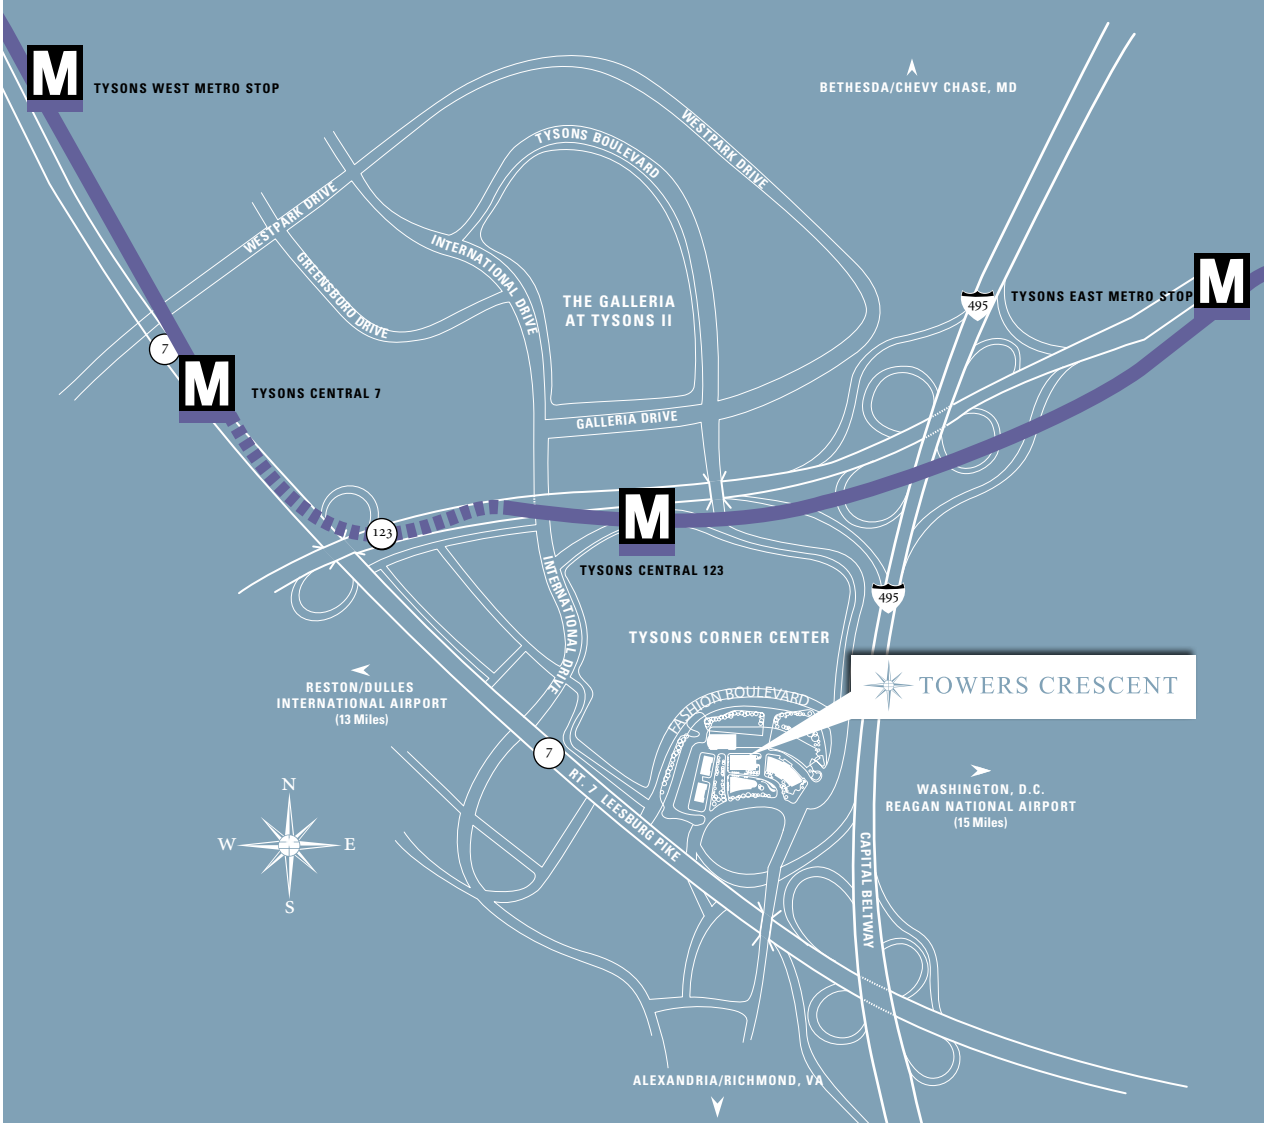 M
TYSONS WEST METRO STOP
BETHESDA/CHEVY CHASE, MD
WESTPARK DRIVE
TYSONS BOULEVARD
WESTPARK DRIVE
INTERNATIONAL DRIVE
GREENSBORO DRIVE
THE GALLERIA
AT TYSONS II
495
TYSONS EAST METRO STOP
M
7
M
TYSONS CENTRAL 7
GALLERIA DRIVE
M
123
TYSONS CENTRAL 123
INTERNATIONAL DRIVE
495
TYSONS CORNER CENTER
TOWERS CRESCENT
RESTON/DULLES
INTERNATIONAL AIRPORT
(13 Miles)
FASHION BOULEVARD
7
RT. 7 LEESBURG PIKE
WASHINGTON, D.C.
REAGAN NATIONAL AIRPORT
(15 Miles)
N
W
E
S
CAPITAL BELTWAY
ALEXANDRIA/RICHMOND, VA